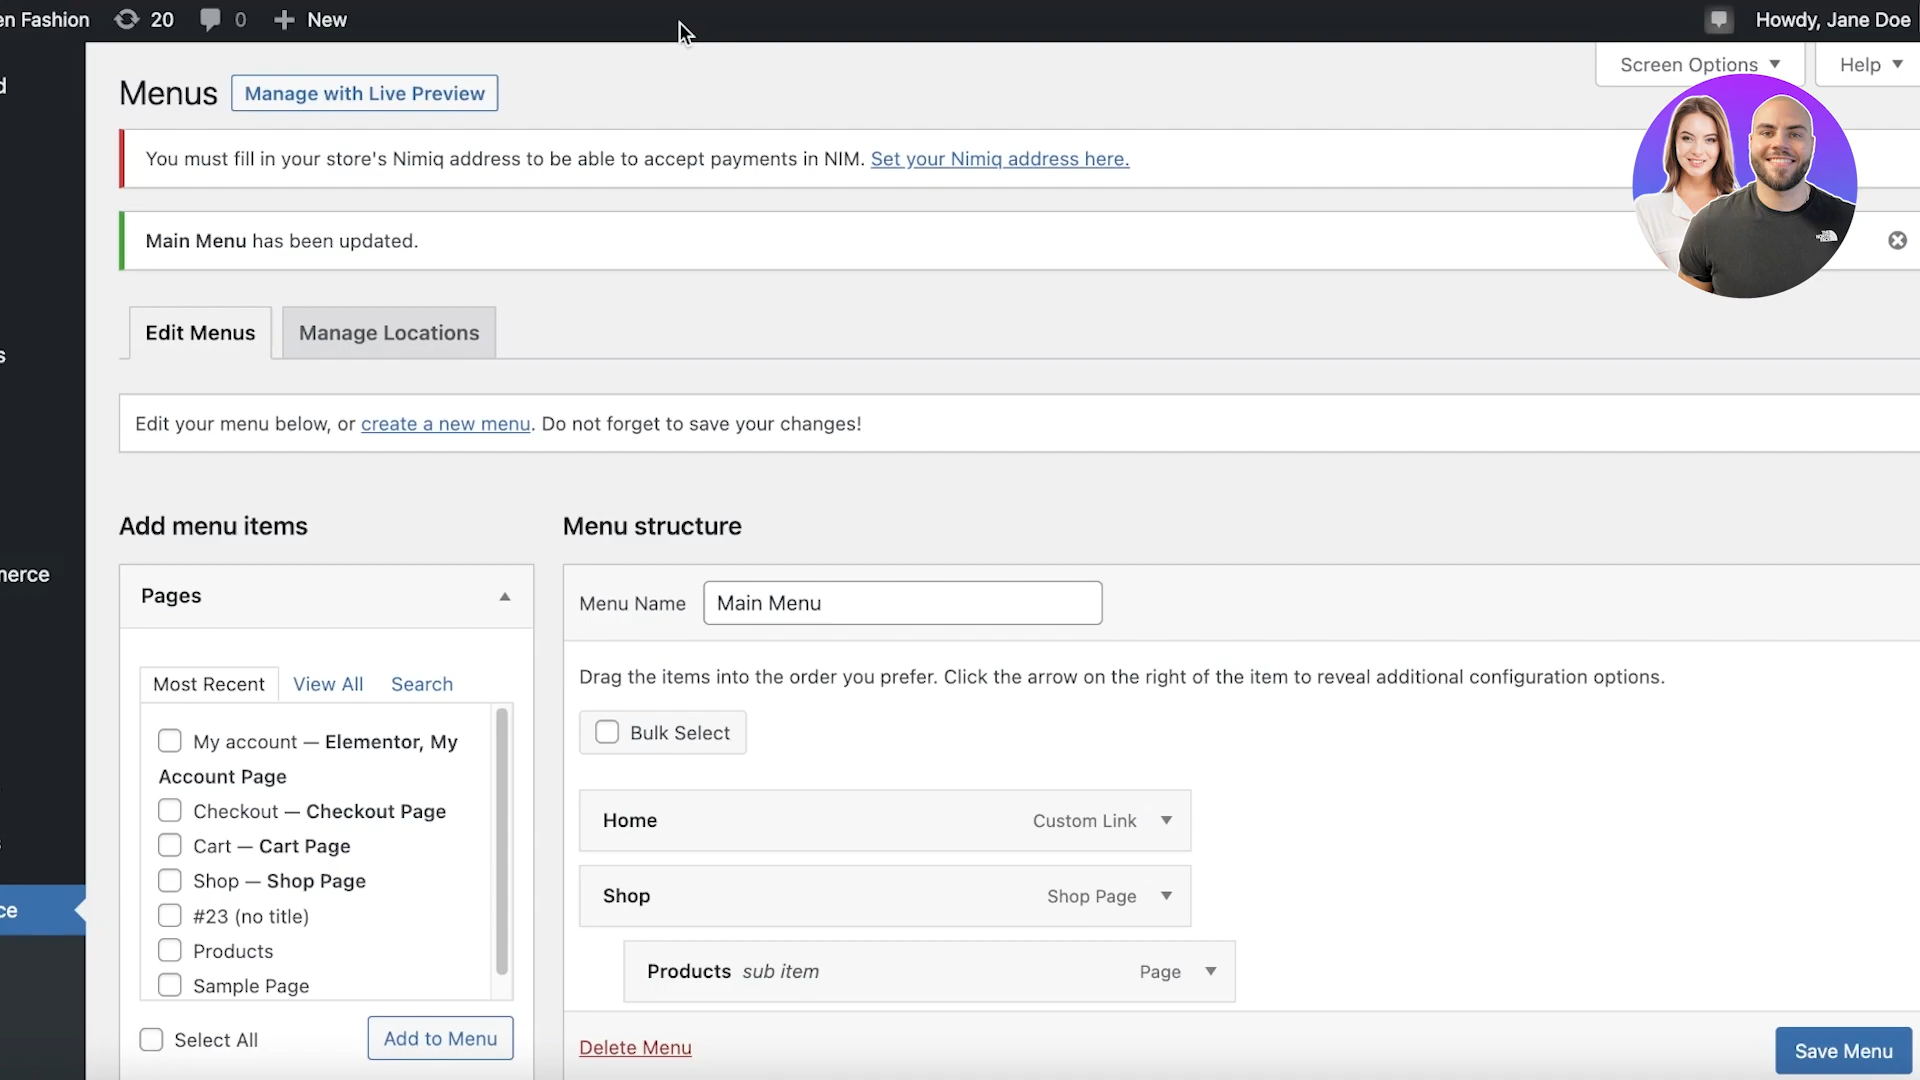 en Fashion 20 0 New Howdy, Jane Doe
Screen Options Help
Menus Manage with Live Preview
You must fill in your store's Nimiq address to be able to accept payments in NIM. Set your Nimiq address here.
Main Menu has been updated.
Edit Menus Manage Locations
Edit your menu below, or create a new menu. Do not forget to save your changes!
Add menu items
Menu structure
merce
Pages
Menu Name Main Menu
Drag the items into the order you prefer. Click the arrow on the right of the item to reveal additional configuration options.
Most Recent View All Search
Bulk Select
My account — Elementor, My
Account Page
Checkout — Checkout Page
Cart — Cart Page
Shop — Shop Page
#23 (no title)
Products
Sample Page
Home Custom Link
Shop Shop Page
Products sub item Page
ce
Select All Add to Menu
Delete Menu
Save Menu